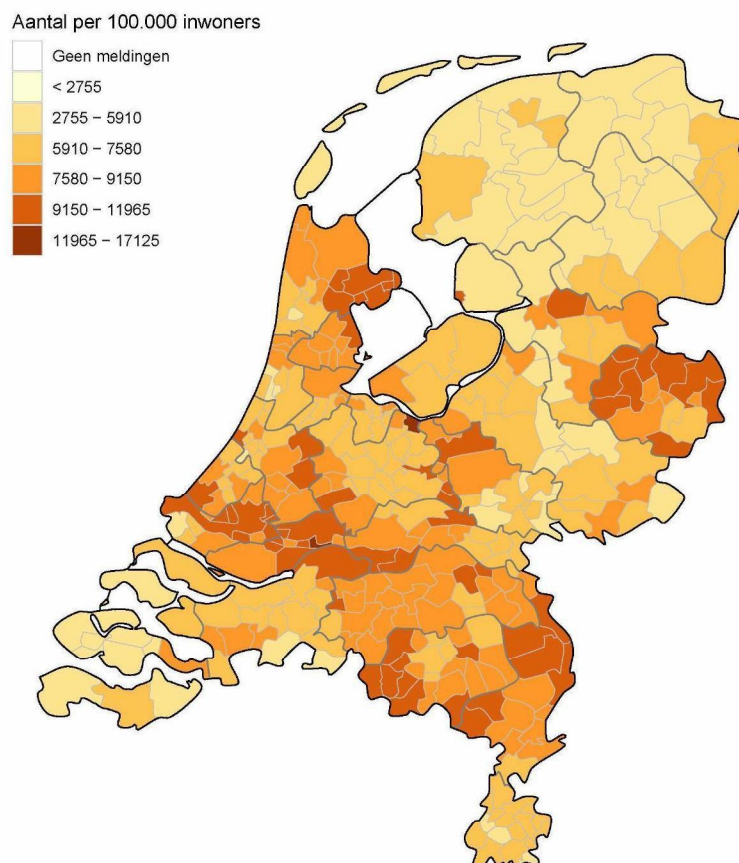 Aantal per 100.000 inwoners
Geen meldingen
< 2755
2755 – 5910
5910 – 7580
7580 – 9150
9150 – 11965
11965 – 17125